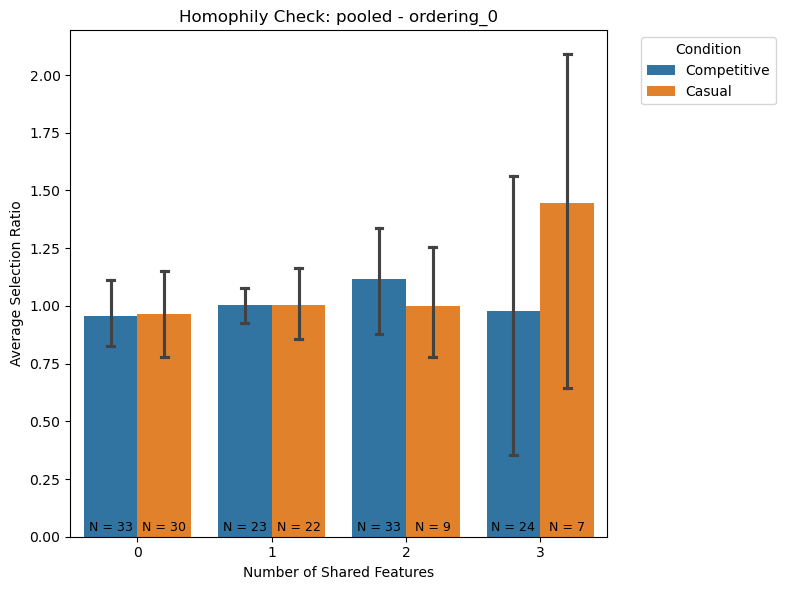 Homophily Check: pooled - ordering_0
Condition
Competitive
Casual
Average Selection Ratio
2.00
1.75
1.50
1.25
1.00
0.75
0.50
0.25
0.00
N = 33 N = 30 N = 23 N = 22 N = 33 N = 9 N = 24 N = 7
0 1 2 3
Number of Shared Features